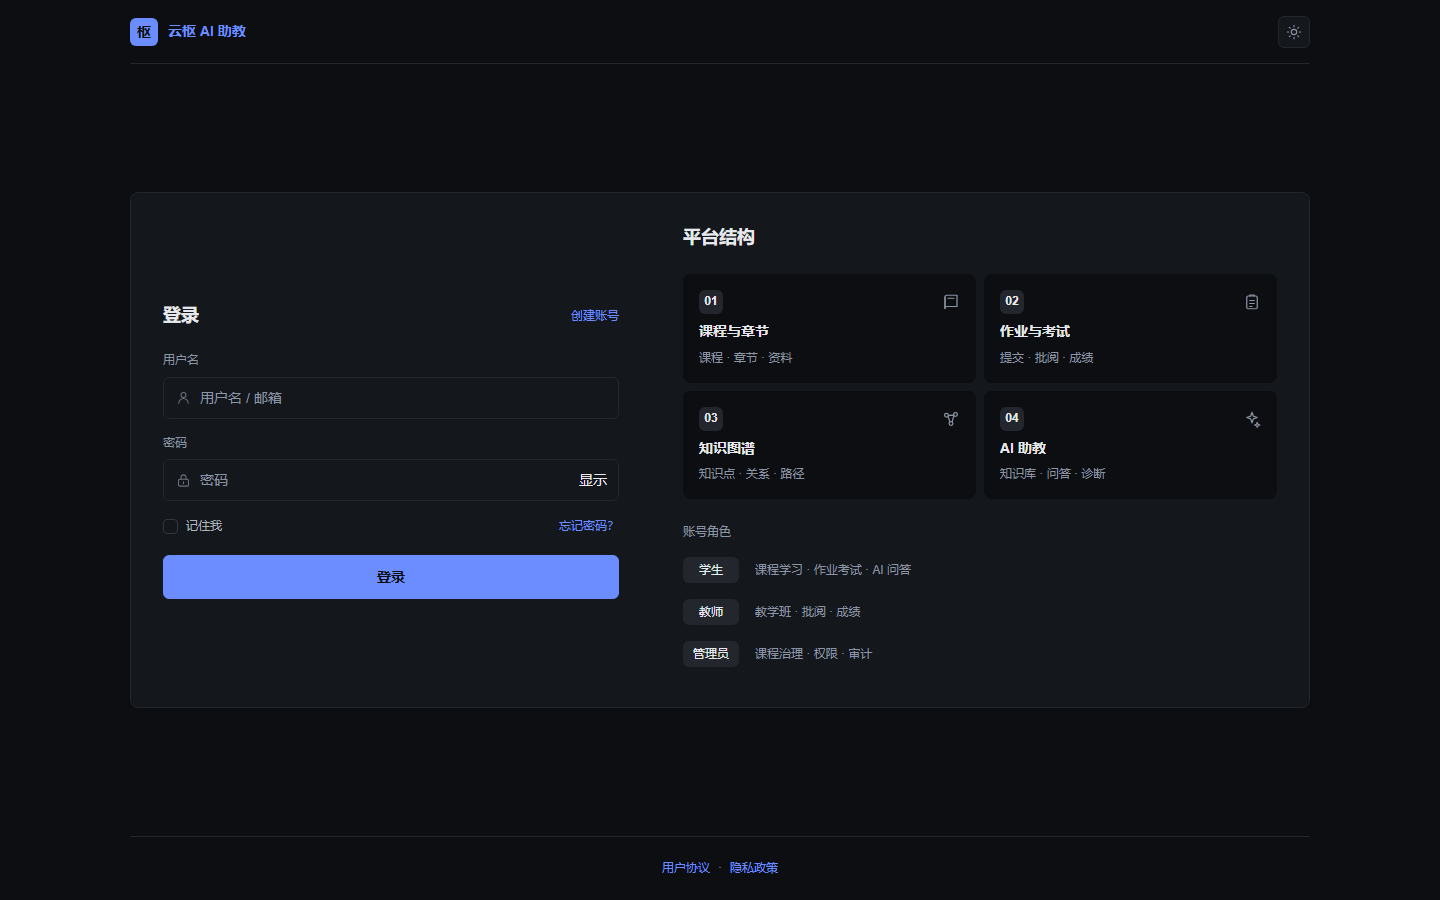 枢 云枢 AI 助教
登录
创建账号
用户名
用户名 / 邮箱
密码
密码
显示
记住我
忘记密码?
登录
平台结构
01
课程与章节
课程 · 章节 · 资料
02
作业与考试
提交 · 批阅 · 成绩
03
知识图谱
知识点 · 关系 · 路径
04
AI 助教
知识库 · 问答 · 诊断
账号角色
学生 课程学习 · 作业考试 · AI 问答
教师 教学班 · 批阅 · 成绩
管理员 课程治理 · 权限 · 审计
用户协议 · 隐私政策